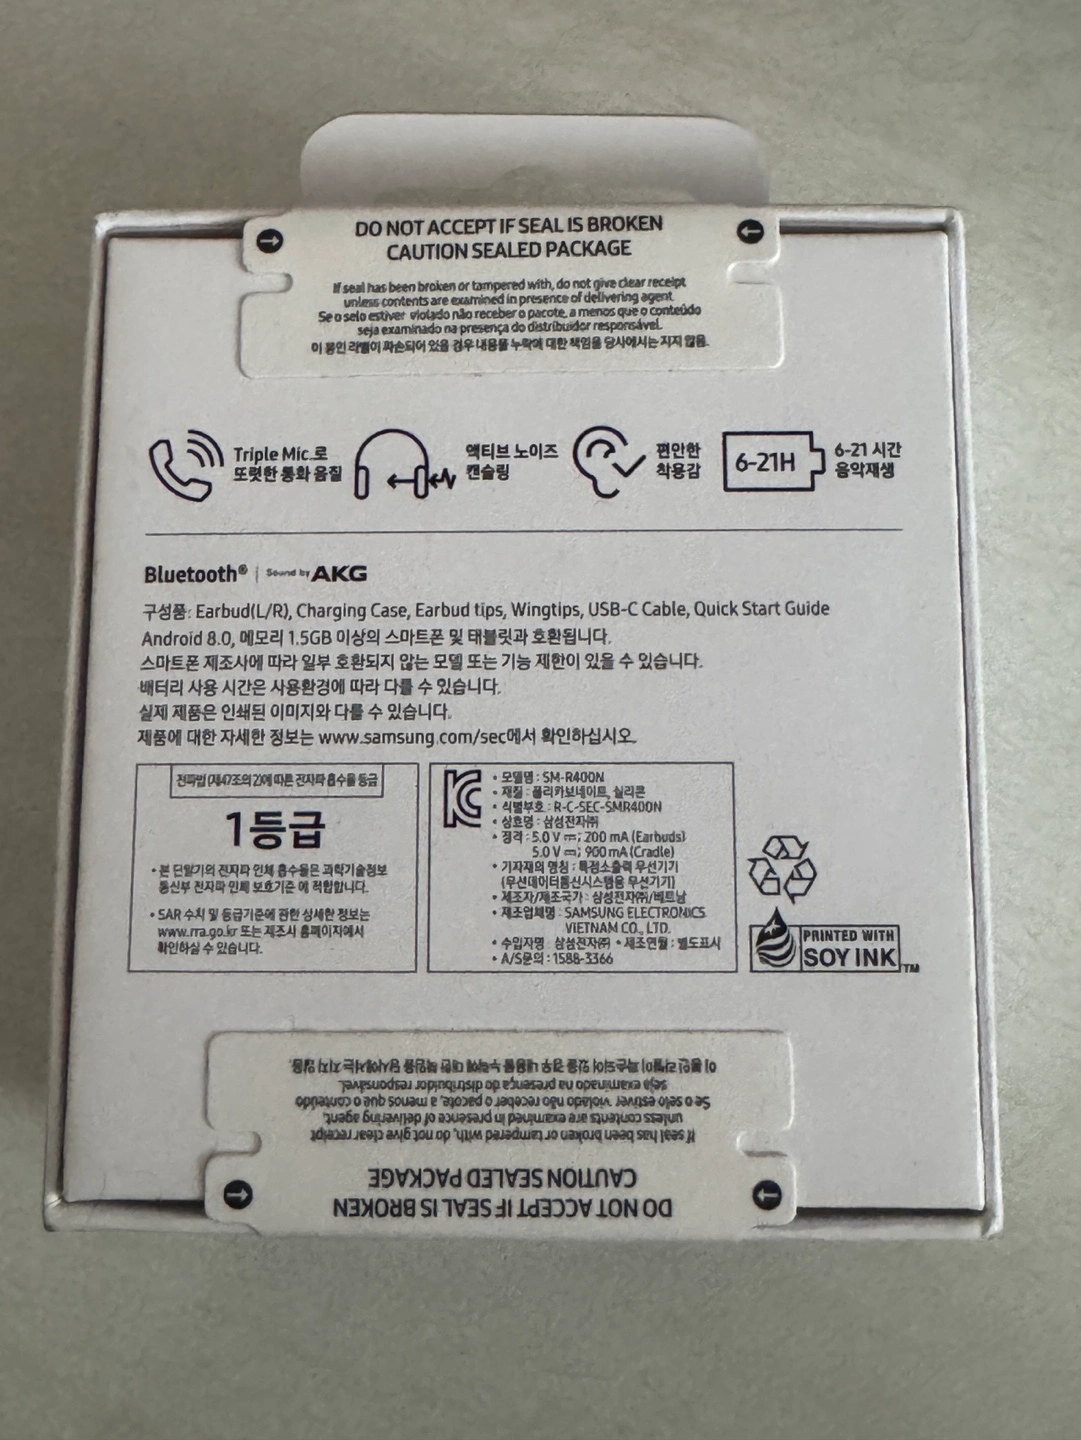 DO NOT ACCEPT IF SEAL IS BROKEN
CAUTION SEALED PACKAGE
If seal has been broken or tampered with, do not give clear receipt
unless contents are examined in presence of delivering agent
Se o selo estiver violado não receber o pacote, a menos que o conteúdo
seja examinado na presença do distribuidor responsável.
이 봉인 라벨이 파손되어 있을 경우 내용물 누락에 대한 책임을 당사에서는 지지 않음.
Triple Mic.로
또렷한 통화 음질
액티브 노이즈
캔슬링
편안한
착용감
6-21H
6-21 시간
음악재생
Bluetooth® | Sound by AKG
구성품: Earbud(L/R), Charging Case, Earbud tips, Wingtips, USB-C Cable, Quick Start Guide
Android 8.0, 메모리 1.5GB 이상의 스마트폰 및 태블릿과 호환됩니다.
스마트폰 제조사에 따라 일부 호환되지 않는 모델 또는 기능 제한이 있을 수 있습니다.
배터리 사용 시간은 사용환경에 따라 다를 수 있습니다.
실제 제품은 인쇄된 이미지와 다를 수 있습니다.
제품에 대한 자세한 정보는 www.samsung.com/sec에서 확인하십시오.
전파법(제47조의2)에 따른 전자파 흡수율 등급
1등급
• 본 단말기의 전자파 인체 흡수율은 과학기술정보
통신부 전자파 인체 보호기준에 적합합니다.
• SAR 수치 및 등급기준에 관한 상세한 정보는
www.rra.go.kr 또는 제조사 홈페이지에서
확인하실 수 있습니다.
• 모델명 : SM-R400N
• 재질 : 폴리카보네이트, 실리콘
• 식별부호 : R-C-SEC-SMR400N
• 상호명 : 삼성전자㈜
• 정격 : 5.0 V ⎓; 200 mA (Earbuds)
5.0 V ⎓; 900 mA (Cradle)
• 기자재의 명칭 : 특정소출력 무선기기
(무선데이터통신시스템용 무선기기)
• 제조자/제조국가 : 삼성전자㈜/베트남
• 제조업체명 : SAMSUNG ELECTRONICS
VIETNAM CO., LTD.
• 수입자명 : 삼성전자㈜ • 제조연월 : 별도표시
• A/S문의 : 1588-3366
PRINTED WITH
SOY INK™
DO NOT ACCEPT IF SEAL IS BROKEN
CAUTION SEALED PACKAGE
If seal has been broken or tampered with, do not give clear receipt
unless contents are examined in presence of delivering agent.
Se o selo estiver violado não receber o pacote, a menos que o conteúdo
seja examinado na presença do distribuidor responsável.
이 봉인 라벨이 파손되어 있을 경우 내용물 누락에 대한 책임을 당사에서는 지지 않음.